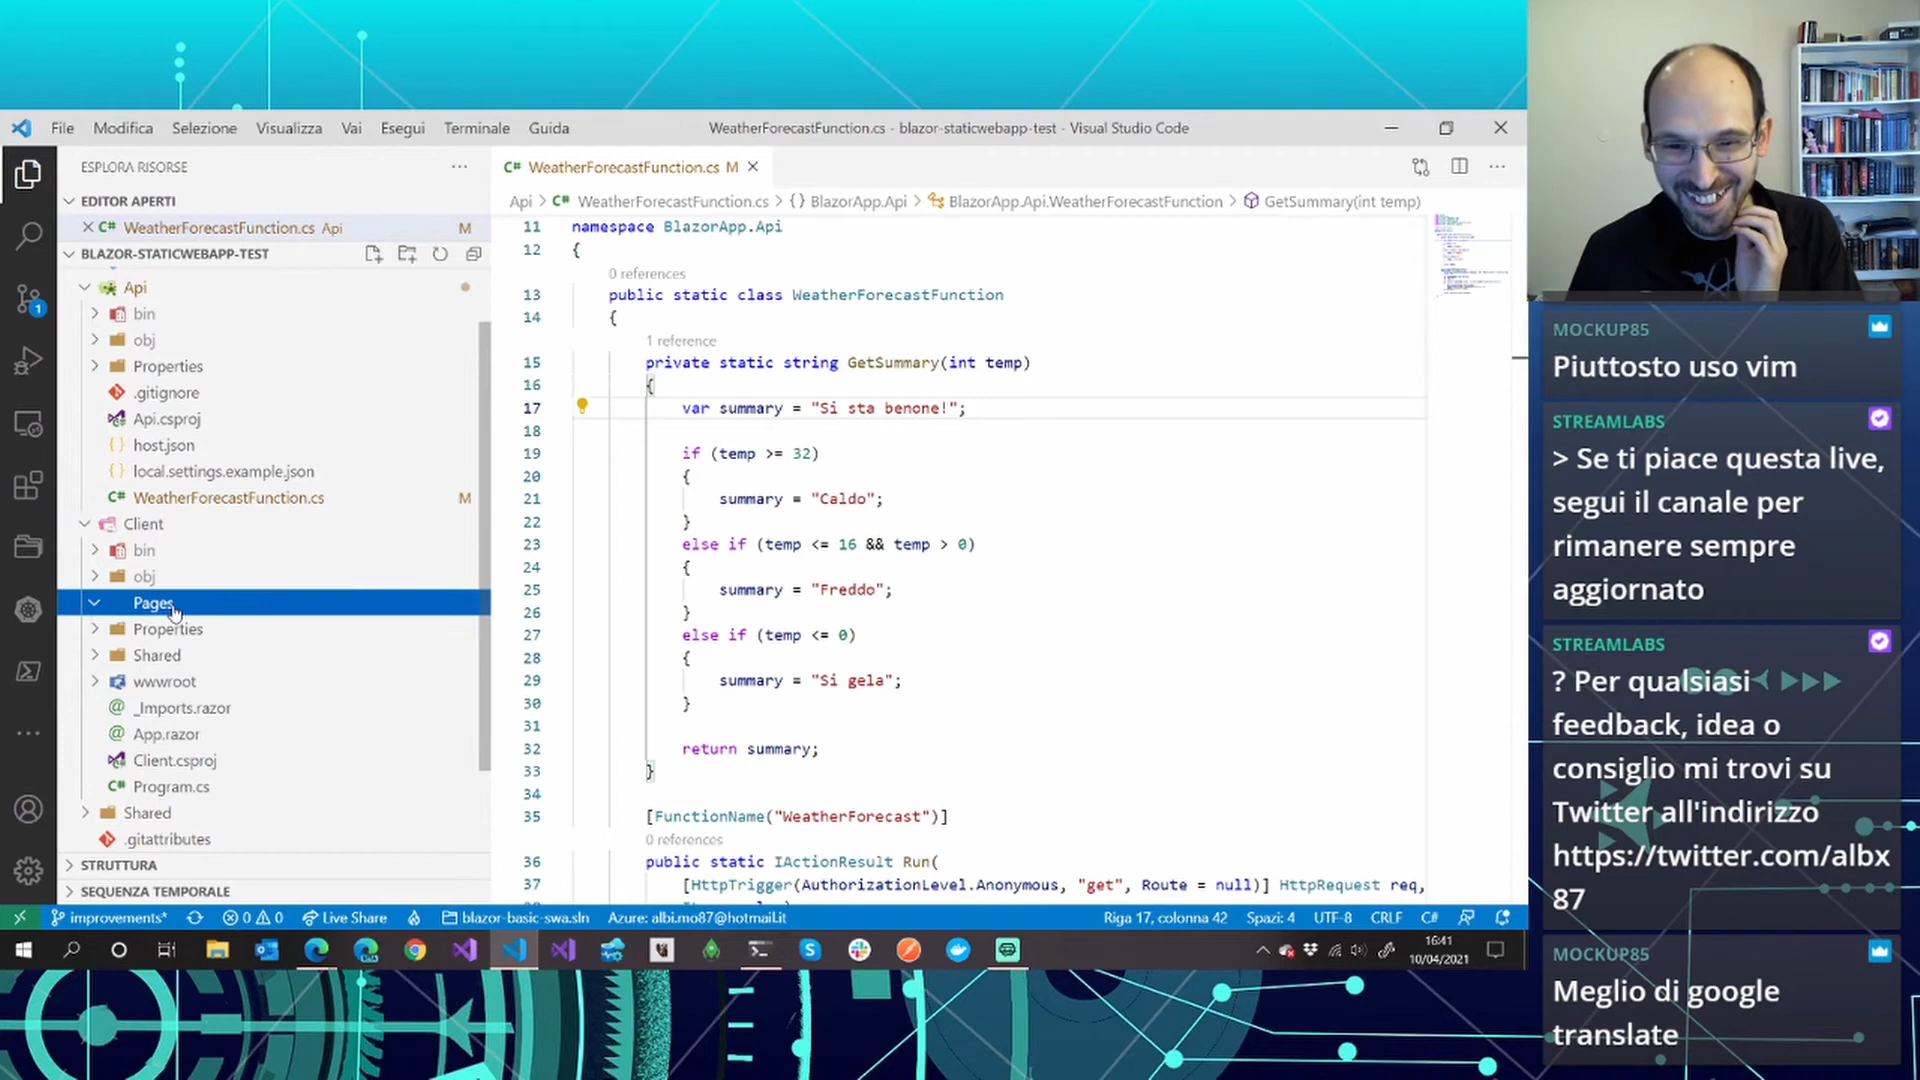 File Modifica Selezione Visualizza Vai Esegui Terminale Guida
WeatherForecastFunction.cs - blazor-staticwebapp-test - Visual Studio Code
ESPLORA RISORSE
EDITOR APERTI
WeatherForecastFunction.cs Api M
BLAZOR-STATICWEBAPP-TEST
Api
bin
obj
Properties
.gitignore
Api.csproj
{} host.json
{} local.settings.example.json
C# WeatherForecastFunction.cs M
Client
bin
obj
Pages
Properties
Shared
wwwroot
@ _Imports.razor
@ App.razor
Client.csproj
C# Program.cs
Shared
.gitattributes
STRUTTURA
SEQUENZA TEMPORALE
1
C# WeatherForecastFunction.cs M
Api > C# WeatherForecastFunction.cs > {} BlazorApp.Api > BlazorApp.Api.WeatherForecastFunction > GetSummary(int temp)
11 namespace BlazorApp.Api
12 {
0 references
13 public static class WeatherForecastFunction
14 {
1 reference
15 private static string GetSummary(int temp)
16 {
17 var summary = "Si sta benone!";
18
19 if (temp >= 32)
20 {
21 summary = "Caldo";
22 }
23 else if (temp <= 16 && temp > 0)
24 {
25 summary = "Freddo";
26 }
27 else if (temp <= 0)
28 {
29 summary = "Si gela";
30 }
31
32 return summary;
33 }
34
35 [FunctionName("WeatherForecast")]
0 references
36 public static IActionResult Run(
37 [HttpTrigger(AuthorizationLevel.Anonymous, "get", Route = null)] HttpRequest req,
improvements* 0 0 Live Share blazor-basic-swa.sln Azure: albi.mo87@hotmail.it
Riga 17, colonna 42 Spazi: 4 UTF-8 CRLF C#
16:41
10/04/2021
MOCKUP85
Piuttosto uso vim
STREAMLABS
> Se ti piace questa live,
segui il canale per
rimanere sempre
aggiornato
STREAMLABS
? Per qualsiasi
feedback, idea o
consiglio mi trovi su
Twitter all'indirizzo
https://twitter.com/albx
87
MOCKUP85
Meglio di google
translate